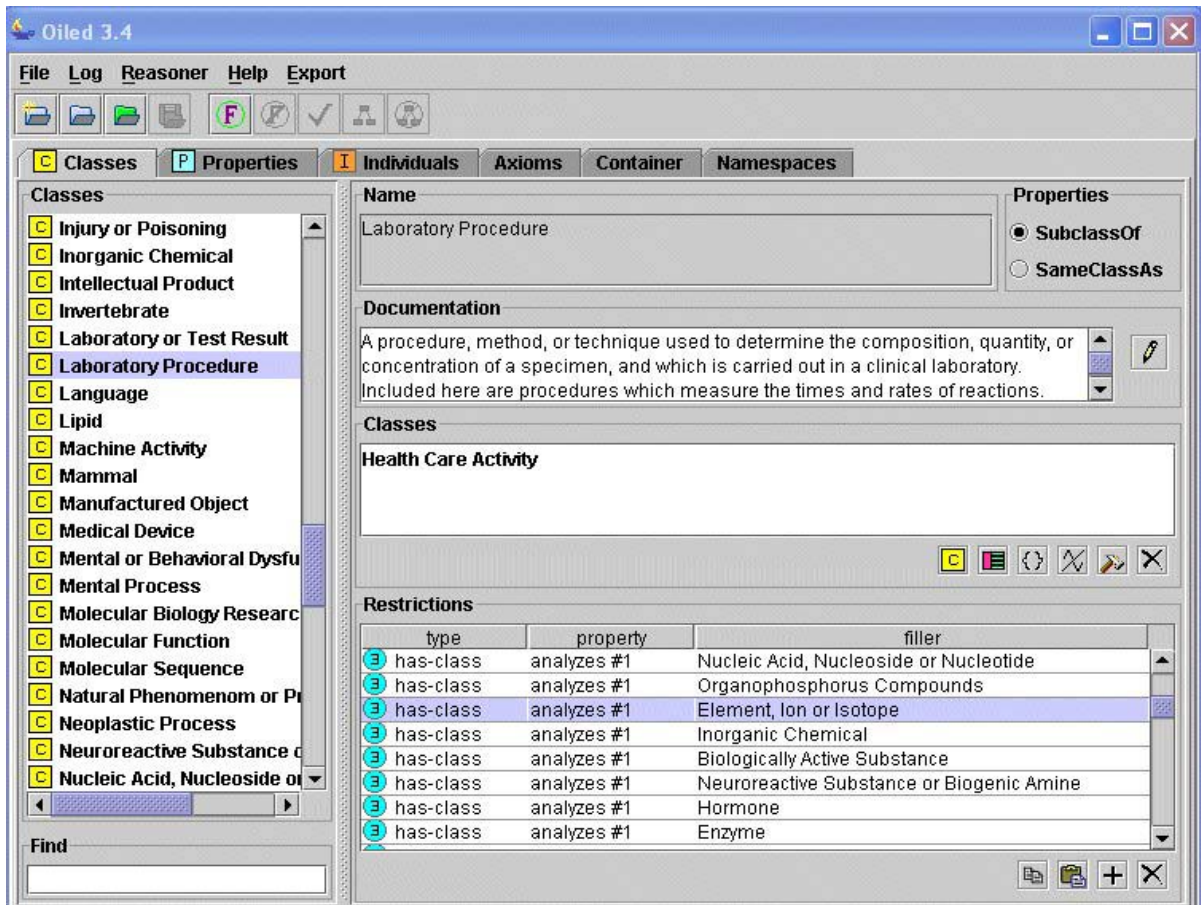 Oiled 3.4
File Log Reasoner Help Export
F F
C Classes P Properties I Individuals Axioms Container Namespaces
Classes
C Injury or Poisoning
C Inorganic Chemical
C Intellectual Product
C Invertebrate
C Laboratory or Test Result
C Laboratory Procedure
C Language
C Lipid
C Machine Activity
C Mammal
C Manufactured Object
C Medical Device
C Mental or Behavioral Dysfu
C Mental Process
C Molecular Biology Researc
C Molecular Function
C Molecular Sequence
C Natural Phenomenom or Pr
C Neoplastic Process
C Neuroreactive Substance o
C Nucleic Acid, Nucleoside or
Find
Name
Laboratory Procedure
Properties
SubclassOf
SameClassAs
Documentation
A procedure, method, or technique used to determine the composition, quantity, or
concentration of a specimen, and which is carried out in a clinical laboratory.
Included here are procedures which measure the times and rates of reactions.
Classes
Health Care Activity
C {}
Restrictions
type property filler
∃ has-class analyzes #1 Nucleic Acid, Nucleoside or Nucleotide
∃ has-class analyzes #1 Organophosphorus Compounds
∃ has-class analyzes #1 Element, Ion or Isotope
∃ has-class analyzes #1 Inorganic Chemical
∃ has-class analyzes #1 Biologically Active Substance
∃ has-class analyzes #1 Neuroreactive Substance or Biogenic Amine
∃ has-class analyzes #1 Hormone
∃ has-class analyzes #1 Enzyme